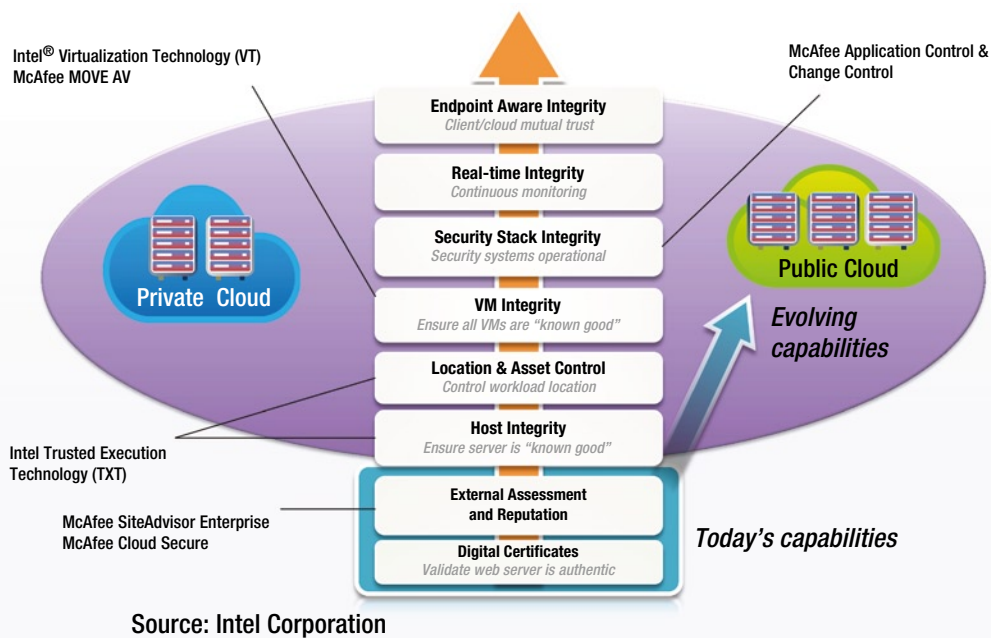 Intel® Virtualization Technology (VT)
McAfee MOVE AV
McAfee Application Control &
Change Control
Endpoint Aware Integrity
Client/cloud mutual trust
Real-time Integrity
Continuous monitoring
Security Stack Integrity
Security systems operational
Private Cloud
Public Cloud
VM Integrity
Ensure all VMs are “known good”
Evolving
capabilities
Location & Asset Control
Control workload location
Host Integrity
Ensure server is “known good”
Intel Trusted Execution
Technology (TXT)
External Assessment
and Reputation
McAfee SiteAdvisor Enterprise
McAfee Cloud Secure
Today's capabilities
Digital Certificates
Validate web server is authentic
Source: Intel Corporation